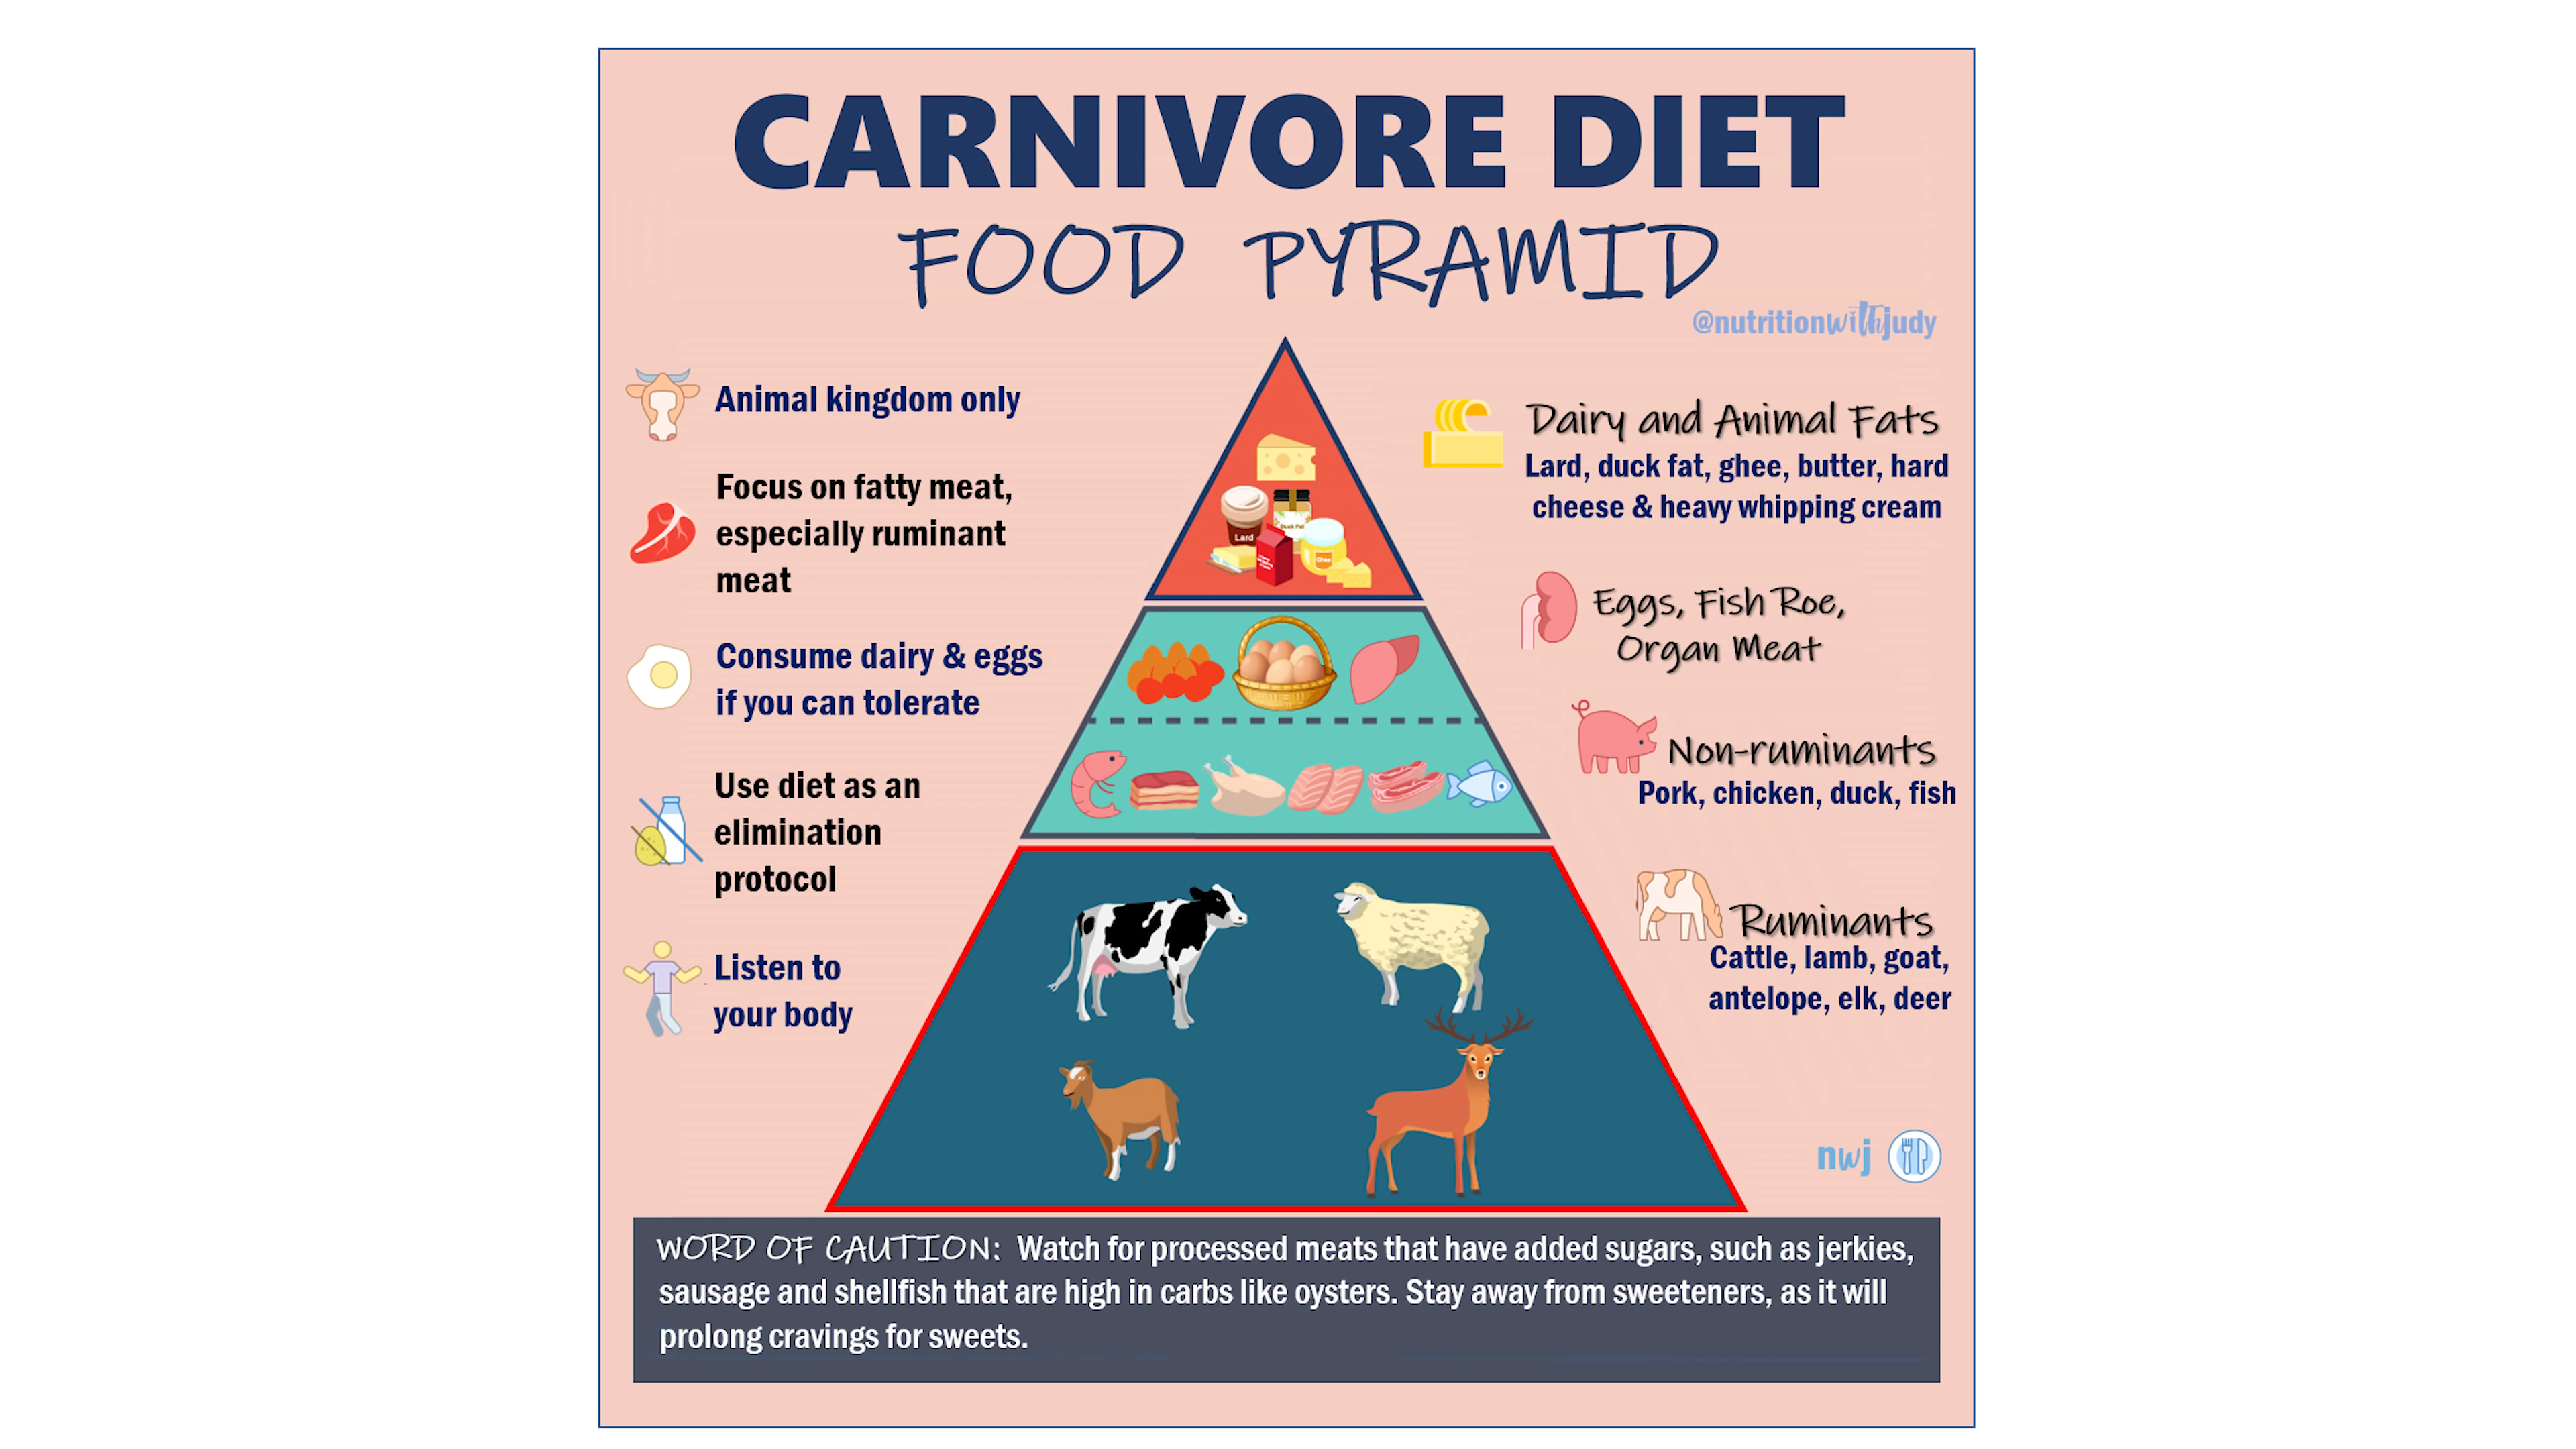 CARNIVORE DIET
FOOD PYRAMID
@nutritionwithjudy
Animal kingdom only
Focus on fatty meat,
especially ruminant
meat
Consume dairy & eggs
if you can tolerate
Use diet as an
elimination
protocol
Listen to
your body
Lard
Duck Fat
Ghee
Dairy and Animal Fats
Lard, duck fat, ghee, butter, hard
cheese & heavy whipping cream
Eggs, Fish Roe,
Organ Meat
Non-ruminants
Pork, chicken, duck, fish
Ruminants
Cattle, lamb, goat,
antelope, elk, deer
nwj
WORD OF CAUTION: Watch for processed meats that have added sugars, such as jerkies,
sausage and shellfish that are high in carbs like oysters. Stay away from sweeteners, as it will
prolong cravings for sweets.